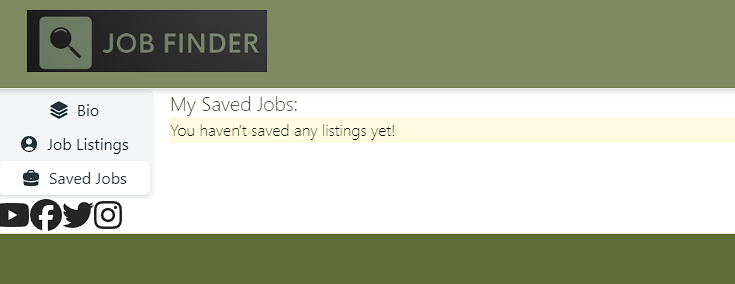 JOB FINDER
Bio
Job Listings
Saved Jobs
My Saved Jobs:
You haven't saved any listings yet!